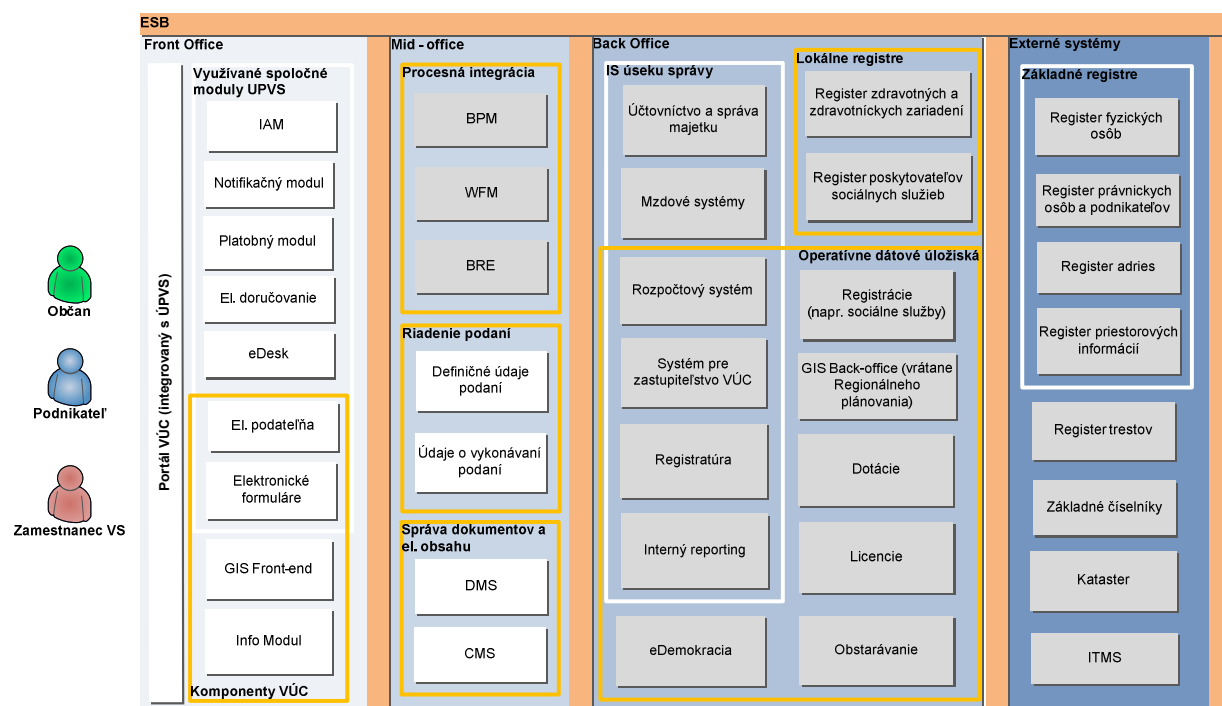 ESB
Občan
Podnikateľ
Zamestnanec VS
Front Office
Portál VÚC (integrovaný s ÚPVS)
Využívané spoločné
moduly UPVS
IAM
Notifikačný modul
Platobný modul
El. doručovanie
eDesk
El. podateľňa
Elektronické
formuláre
GIS Front-end
Info Modul
Komponenty VÚC
Mid - office
Procesná integrácia
BPM
WFM
BRE
Riadenie podaní
Definičné údaje
podaní
Údaje o vykonávaní
podaní
Správa dokumentov a
el. obsahu
DMS
CMS
Back Office
IS úseku správy
Účtovníctvo a správa
majetku
Mzdové systémy
Rozpočtový systém
Systém pre
zastupiteľstvo VÚC
Registratúra
Interný reporting
eDemokracia
Lokálne registre
Register zdravotných a
zdravotníckych zariadení
Register poskytovateľov
sociálnych služieb
Operatívne dátové úložiská
Registrácie
(napr. sociálne služby)
GIS Back-office (vrátane
Regionálneho
plánovania)
Dotácie
Licencie
Obstarávanie
Externé systémy
Základné registre
Register fyzických
osôb
Register právnických
osôb a podnikateľov
Register adries
Register priestorových
informácií
Register trestov
Základné číselníky
Kataster
ITMS